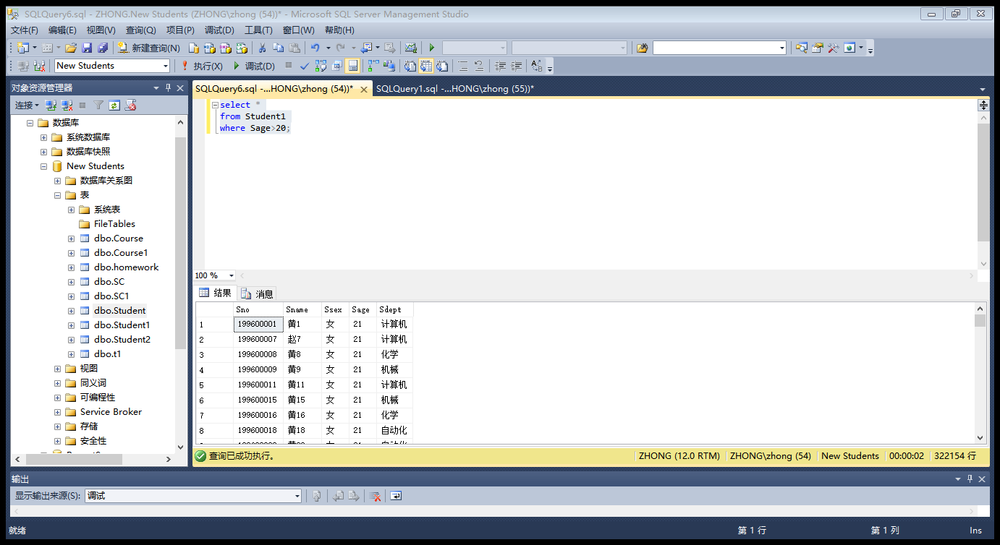 SQLQuery6.sql - ZHONG.New Students (ZHONG\zhong (54))* - Microsoft SQL Server Management Studio
文件(F) 编辑(E) 视图(V) 查询(Q) 项目(P) 调试(D) 工具(T) 窗口(W) 帮助(H)
新建查询(N)
New Students 执行(X) 调试(D)
对象资源管理器
SQLQuery6.sql -...HONG\zhong (54))* SQLQuery1.sql -...HONG\zhong (55))*
连接
数据库
系统数据库
数据库快照
New Students
数据库关系图
表
系统表
FileTables
dbo.Course
dbo.Course1
dbo.homework
dbo.SC
dbo.SC1
dbo.Student
dbo.Student1
dbo.Student2
dbo.t1
视图
同义词
可编程性
Service Broker
存储
安全性
select *
from Student1
where Sage>20;
100 %
结果 消息
Sno Sname Ssex Sage Sdept
1 199600001 黄1 女 21 计算机
2 199600007 赵7 女 21 计算机
3 199600008 黄8 女 21 化学
4 199600009 黄9 女 21 机械
5 199600011 黄11 女 21 计算机
6 199600015 黄15 女 21 机械
7 199600016 黄16 女 21 化学
8 199600018 黄18 女 21 自动化
查询已成功执行。 ZHONG (12.0 RTM) ZHONG\zhong (54) New Students 00:00:02 322154 行
输出
显示输出来源(S): 调试
就绪 第 1 行 第 1 列 Ins